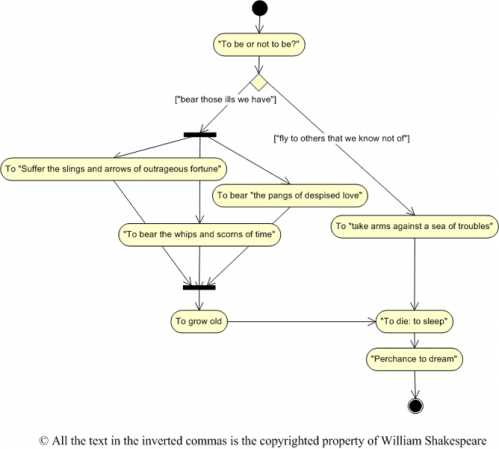 "To be or not to be?"
["bear those ills we have"]
["fly to others that we know not of"]
To "Suffer the slings and arrows of outrageous fortune"
To bear "the pangs of despised love"
"To bear the whips and scorns of time"
To "take arms against a sea of troubles"
To grow old
"To die: to sleep"
"Perchance to dream"
© All the text in the inverted commas is the copyrighted property of William Shakespeare